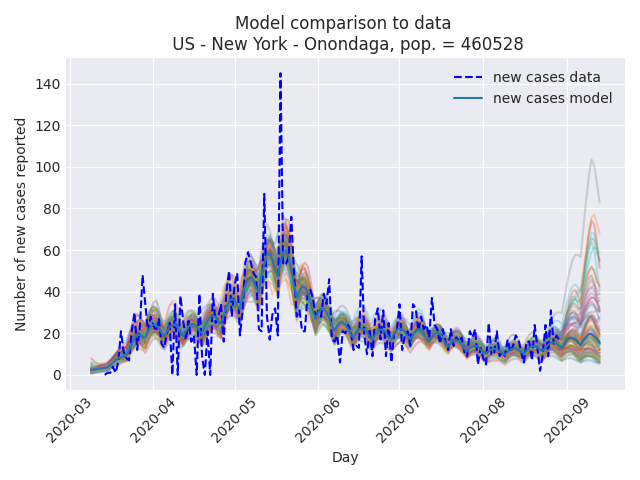 Model comparison to data
US - New York - Onondaga, pop. = 460528
new cases data
new cases model
Number of new cases reported
140
120
100
80
60
40
20
0
2020-03
2020-04
2020-05
2020-06
2020-07
2020-08
2020-09
Day